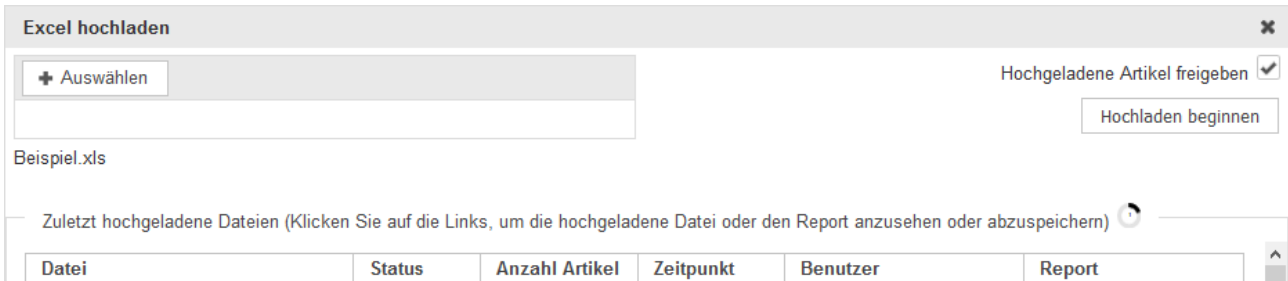 Excel hochladen
Auswählen
Hochgeladene Artikel freigeben
Hochladen beginnen
Beispiel.xls
Zuletzt hochgeladene Dateien (Klicken Sie auf die Links, um die hochgeladene Datei oder den Report anzusehen oder abzuspeichern)
Datei Status Anzahl Artikel Zeitpunkt Benutzer Report